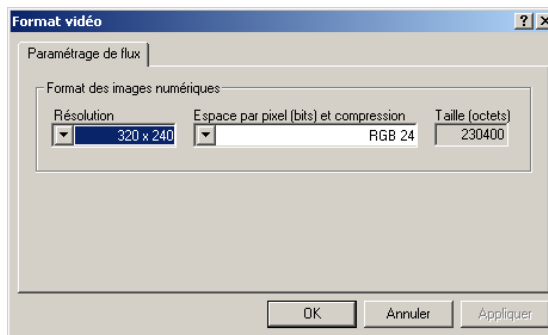 Format vidéo
Paramétrage de flux
Format des images numériques
Résolution Espace par pixel (bits) et compression Taille (octets)
320 x 240 RGB 24 230400
OK Annuler Appliquer